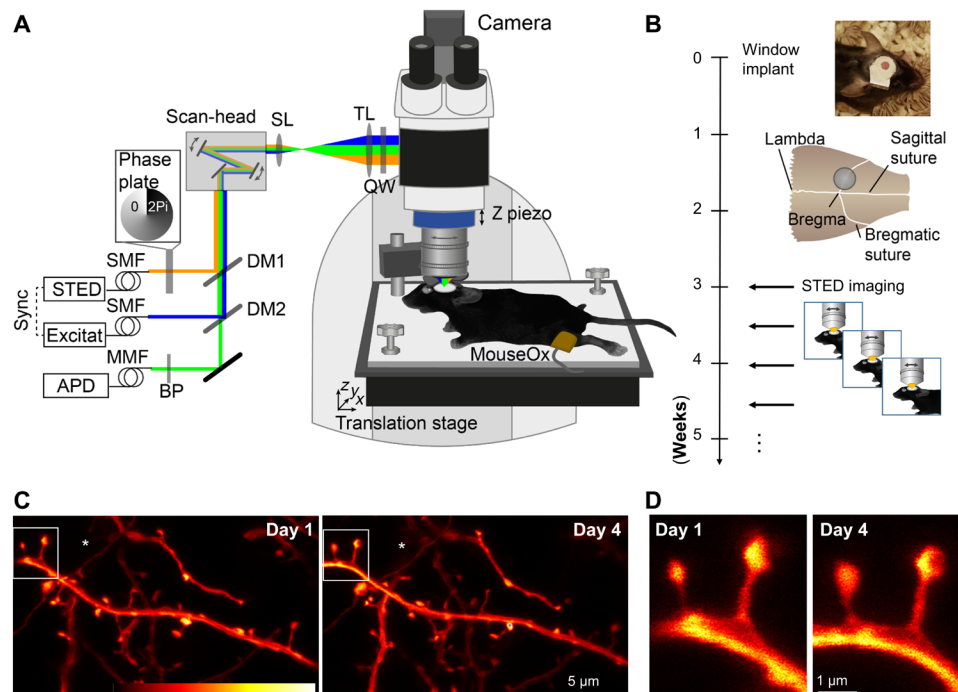 A
Camera
Scan-head
SL
TL
QW
Phase
plate
0
2Pi
Z piezo
SMF
DM1
STED
Sync
SMF
DM2
Excitat
MMF
APD
BP
MouseOx
z
y
x
Translation stage
B
0
Window
implant
1
Lambda
Sagittal
suture
2
Bregma
Bregmatic
suture
3
STED imaging
4
5
(Weeks)
C
Day 1
*
Day 4
*
5 µm
D
Day 1
Day 4
1 µm